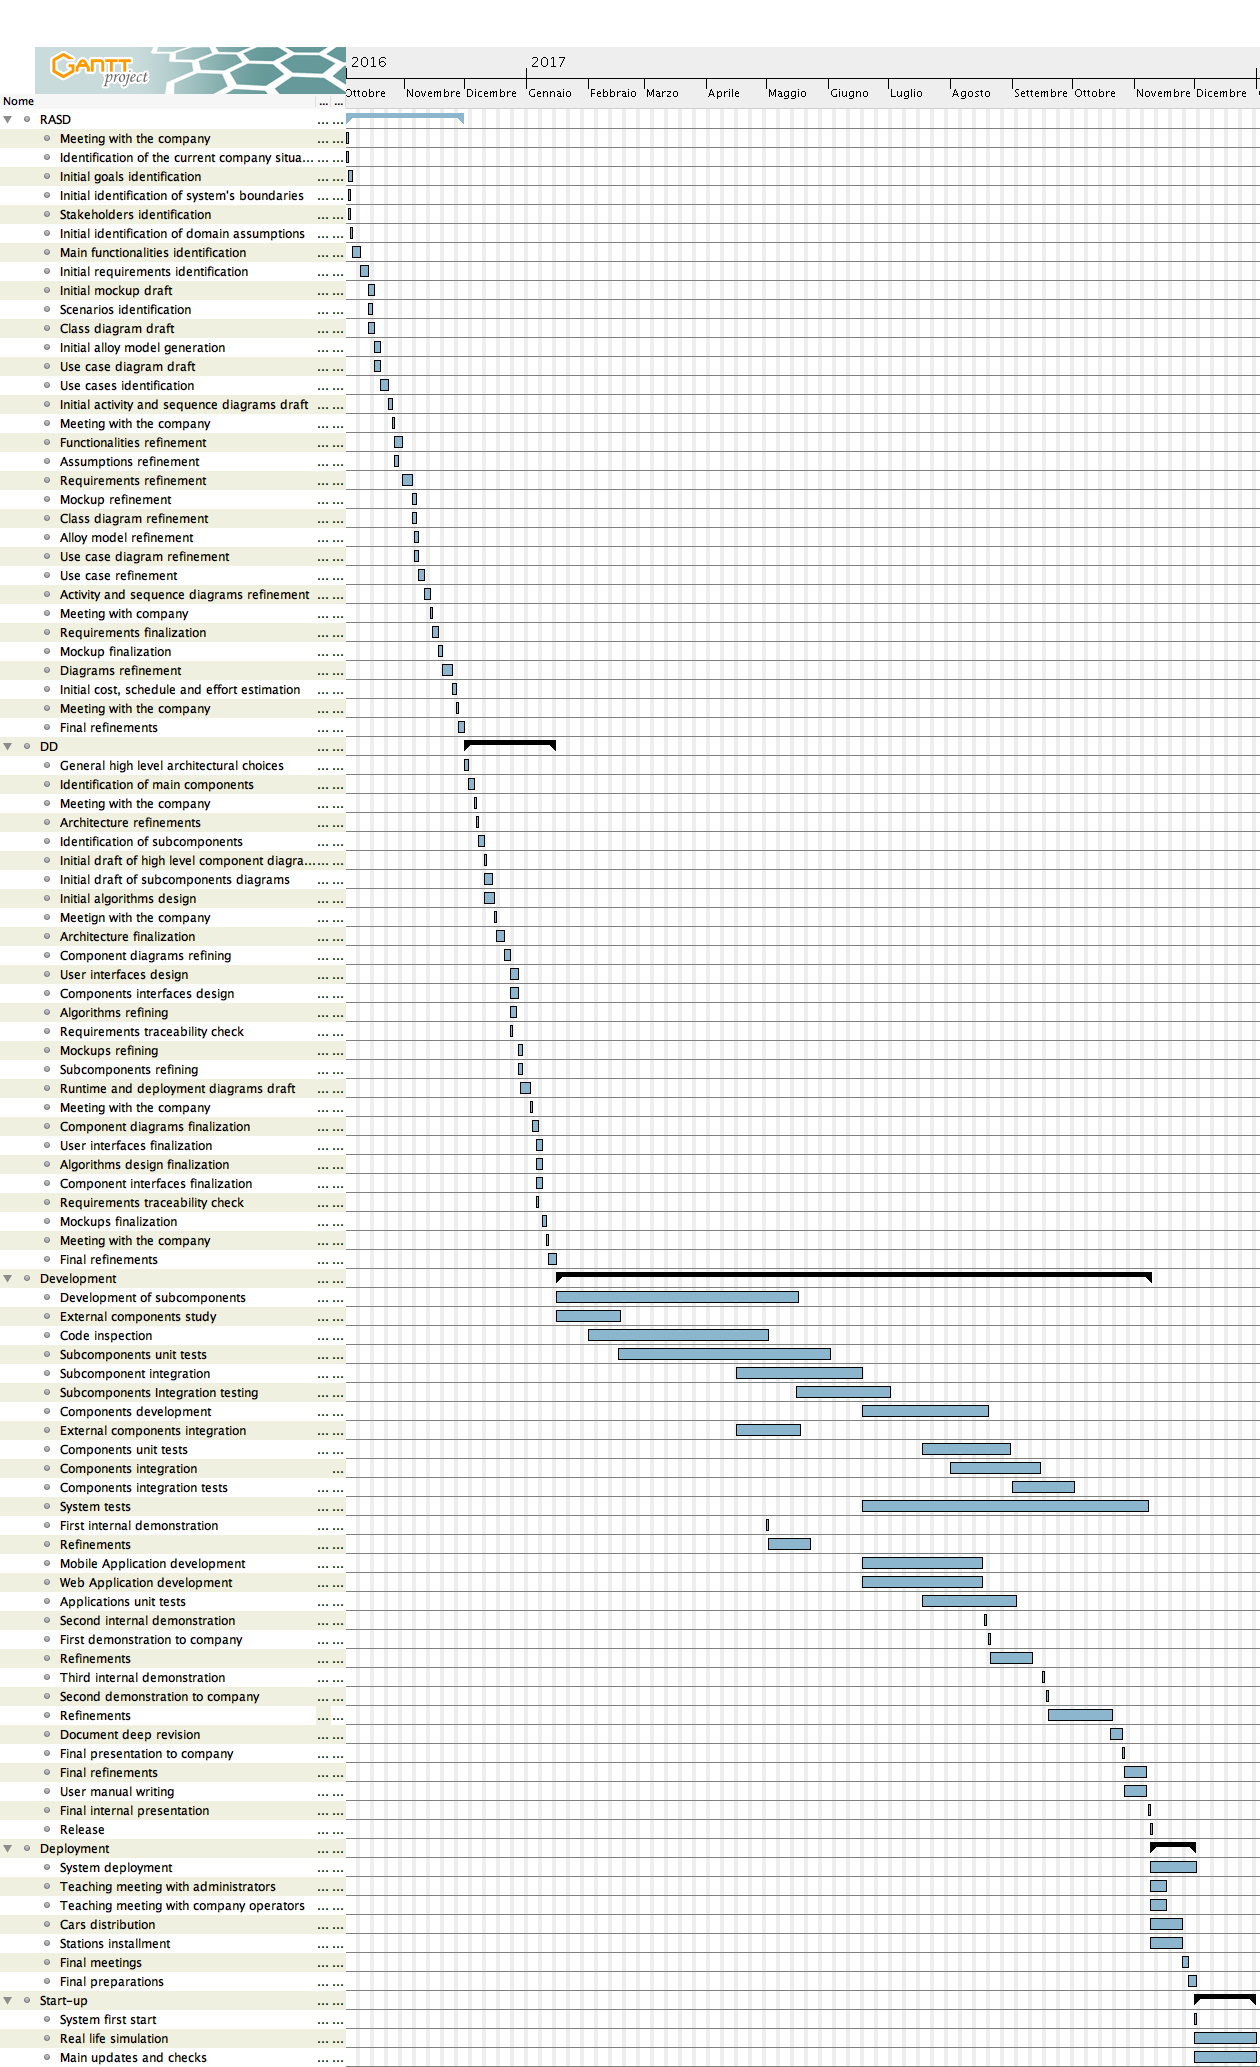 GANTT
project
2016 2017
Ottobre Novembre Dicembre Gennaio Febbraio Marzo Aprile Maggio Giugno Luglio Agosto Settembre Ottobre Novembre Dicembre
Nome ... ...
RASD ... ...
Meeting with the company ... ...
Identification of the current company situa... ... ...
Initial goals identification ... ...
Initial identification of system's boundaries ... ...
Stakeholders identification ... ...
Initial identification of domain assumptions ... ...
Main functionalities identification ... ...
Initial requirements identification ... ...
Initial mockup draft ... ...
Scenarios identification ... ...
Class diagram draft ... ...
Initial alloy model generation ... ...
Use case diagram draft ... ...
Use cases identification ... ...
Initial activity and sequence diagrams draft ... ...
Meeting with the company ... ...
Functionalities refinement ... ...
Assumptions refinement ... ...
Requirements refinement ... ...
Mockup refinement ... ...
Class diagram refinement ... ...
Alloy model refinement ... ...
Use case diagram refinement ... ...
Use case refinement ... ...
Activity and sequence diagrams refinement ... ...
Meeting with company ... ...
Requirements finalization ... ...
Mockup finalization ... ...
Diagrams refinement ... ...
Initial cost, schedule and effort estimation ... ...
Meeting with the company ... ...
Final refinements ... ...
DD ... ...
General high level architectural choices ... ...
Identification of main components ... ...
Meeting with the company ... ...
Architecture refinements ... ...
Identification of subcomponents ... ...
Initial draft of high level component diagra... ... ...
Initial draft of subcomponents diagrams ... ...
Initial algorithms design ... ...
Meetign with the company ... ...
Architecture finalization ... ...
Component diagrams refining ... ...
User interfaces design ... ...
Components interfaces design ... ...
Algorithms refining ... ...
Requirements traceability check ... ...
Mockups refining ... ...
Subcomponents refining ... ...
Runtime and deployment diagrams draft ... ...
Meeting with the company ... ...
Component diagrams finalization ... ...
User interfaces finalization ... ...
Algorithms design finalization ... ...
Component interfaces finalization ... ...
Requirements traceability check ... ...
Mockups finalization ... ...
Meeting with the company ... ...
Final refinements ... ...
Development ... ...
Development of subcomponents ... ...
External components study ... ...
Code inspection ... ...
Subcomponents unit tests ... ...
Subcomponent integration ... ...
Subcomponents Integration testing ... ...
Components development ... ...
External components integration ... ...
Components unit tests ... ...
Components integration ...
Components integration tests ... ...
System tests ... ...
First internal demonstration ... ...
Refinements ... ...
Mobile Application development ... ...
Web Application development ... ...
Applications unit tests ... ...
Second internal demonstration ... ...
First demonstration to company ... ...
Refinements ... ...
Third internal demonstration ... ...
Second demonstration to company ... ...
Refinements ... ...
Document deep revision ... ...
Final presentation to company ... ...
Final refinements ... ...
User manual writing ... ...
Final internal presentation ... ...
Release ... ...
Deployment ... ...
System deployment ... ...
Teaching meeting with administrators ... ...
Teaching meeting with company operators ... ...
Cars distribution ... ...
Stations installment ... ...
Final meetings ... ...
Final preparations ... ...
Start-up ... ...
System first start ... ...
Real life simulation ... ...
Main updates and checks ... ...